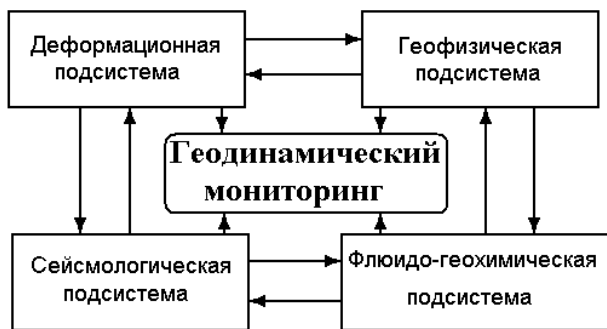 Деформационная
подсистема
Геофизическая
подсистема
Геодинамический
мониторинг
Сейсмологическая
подсистема
Флюидо-геохимическая
подсистема